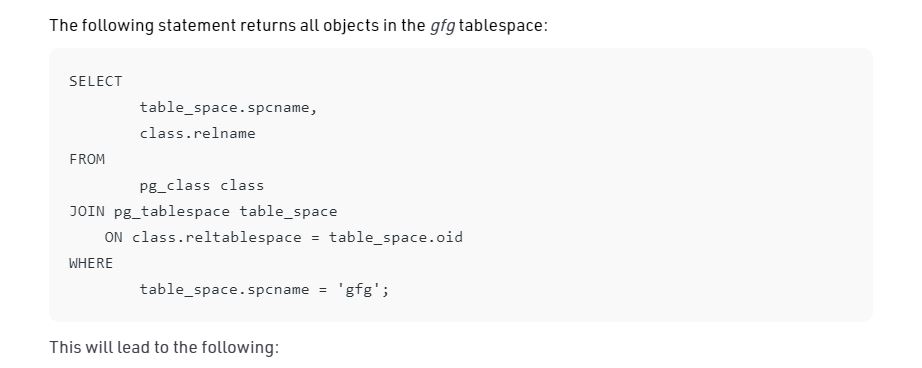 The following statement returns all objects in the gfg tablespace:
SELECT
        table_space.spcname,
        class.relname
FROM
        pg_class class
JOIN pg_tablespace table_space
    ON class.reltablespace = table_space.oid
WHERE
        table_space.spcname = 'gfg';
This will lead to the following: